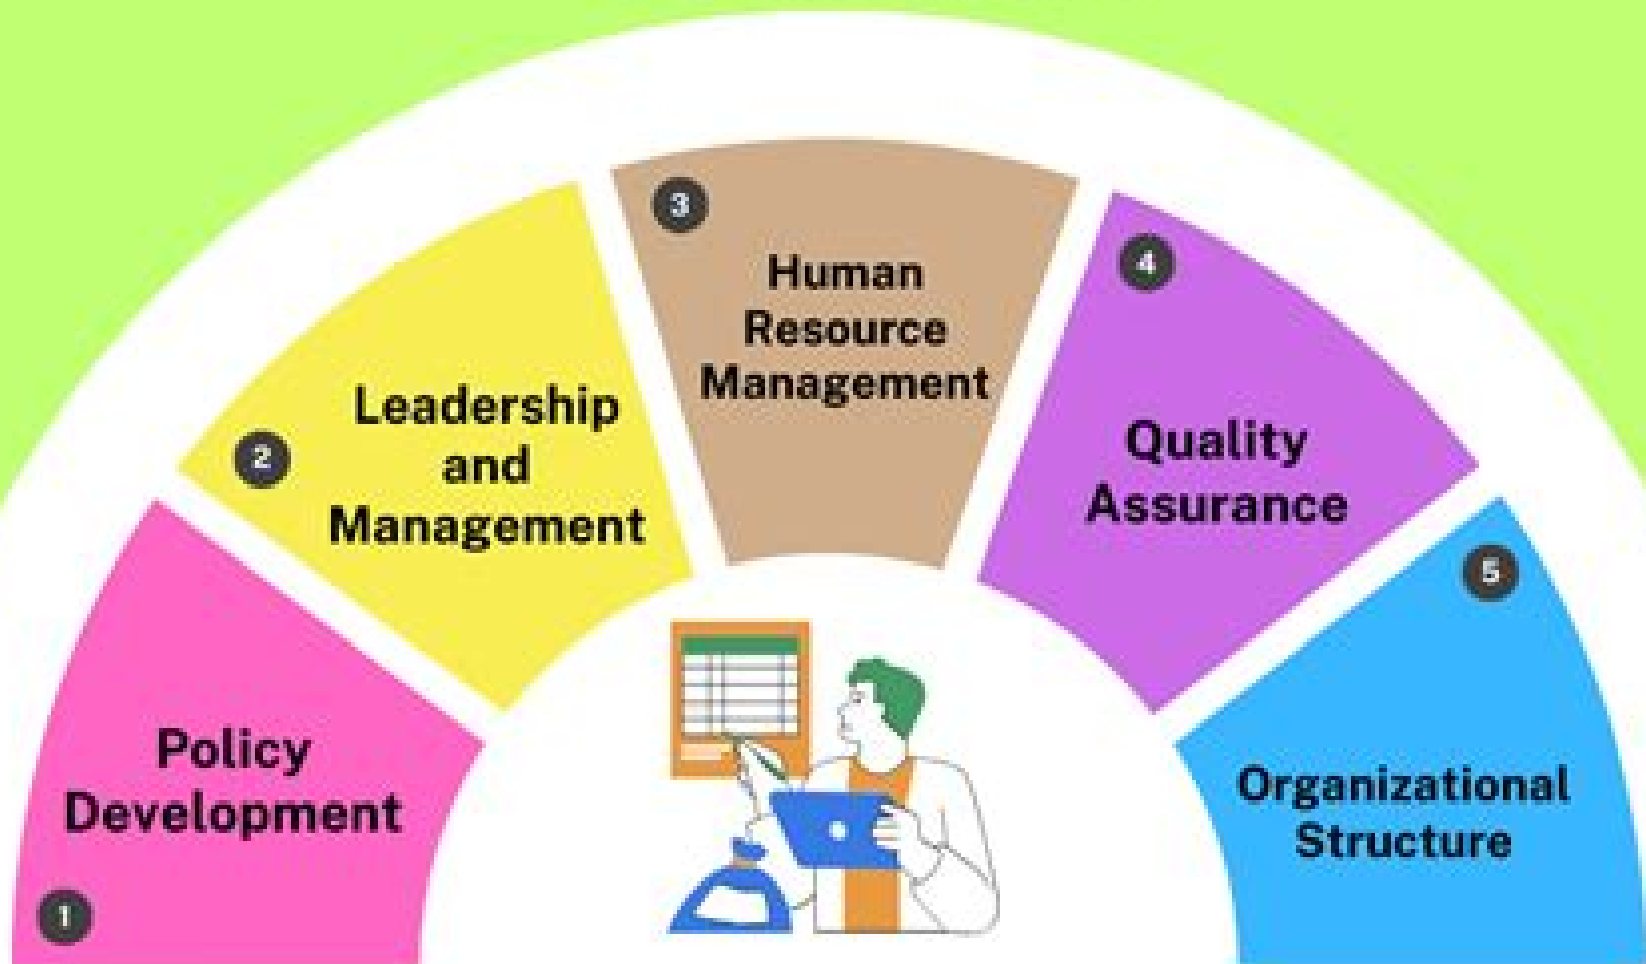 1
Policy
Development
2
Leadership
and
Management
3
Human
Resource
Management
4
Quality
Assurance
5
Organizational
Structure